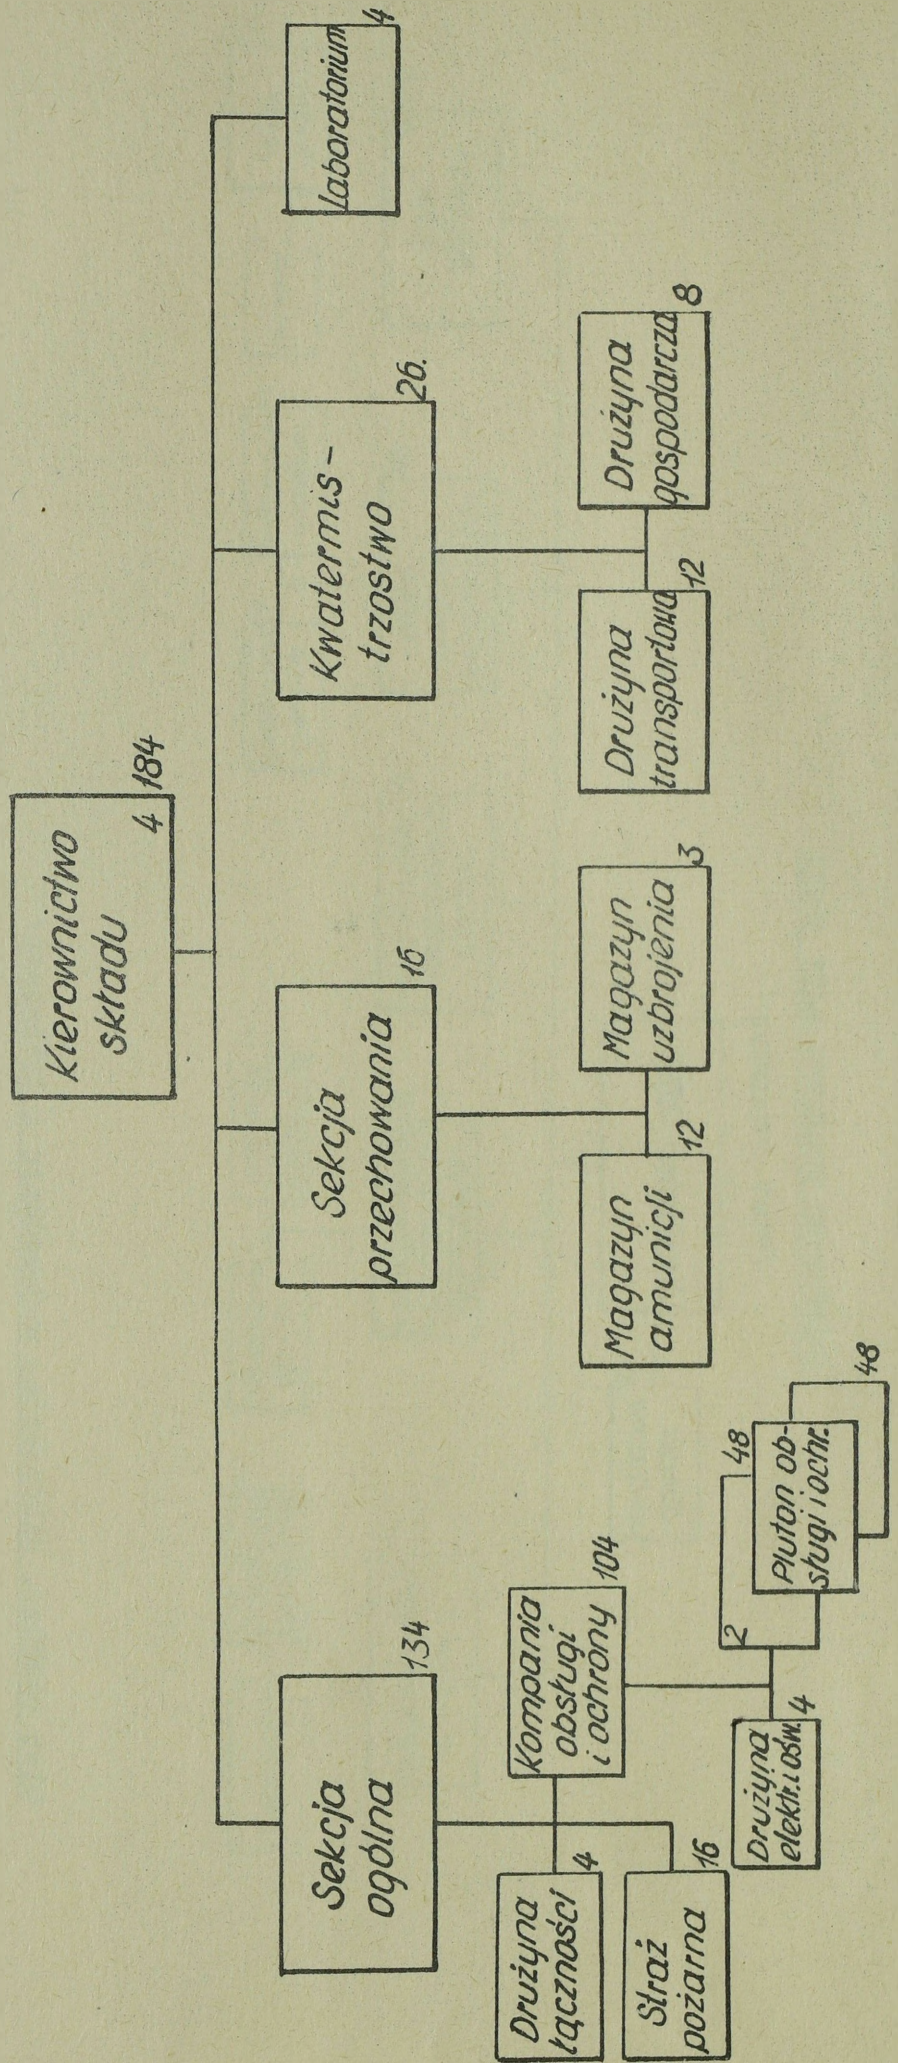 Kierownictwo
składu
4
184
Sekcja
ogólna
134
Sekcja
przechowania
16
Kwatermis-
trzostwo
26.
Laboratorium
4
Drużyna
łączności
4
Straż
pożarna
16
Kompania
obsługi
i ochrony
104
Drużyna
elektr.i ośw.
4
2
48
Pluton ob-
sługi i ochr.
48
Magazyn
amunicji
12
Magazyn
uzbrojenia
3
Drużyna
transportowa
12
Drużyna
gospodarcza
8